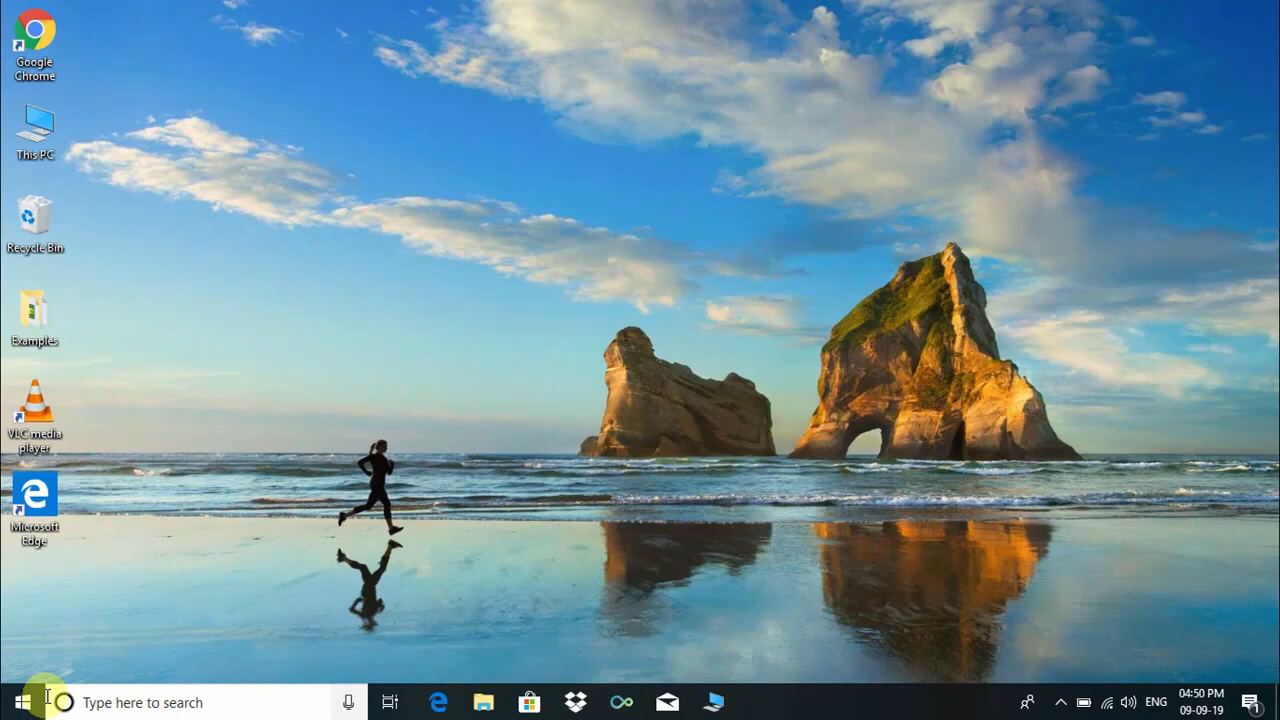 Google
Chrome
This PC
Recycle Bin
Examples
VLC media
player
Microsoft
Edge
Type here to search
ENG
04:50 PM
09-09-19
1